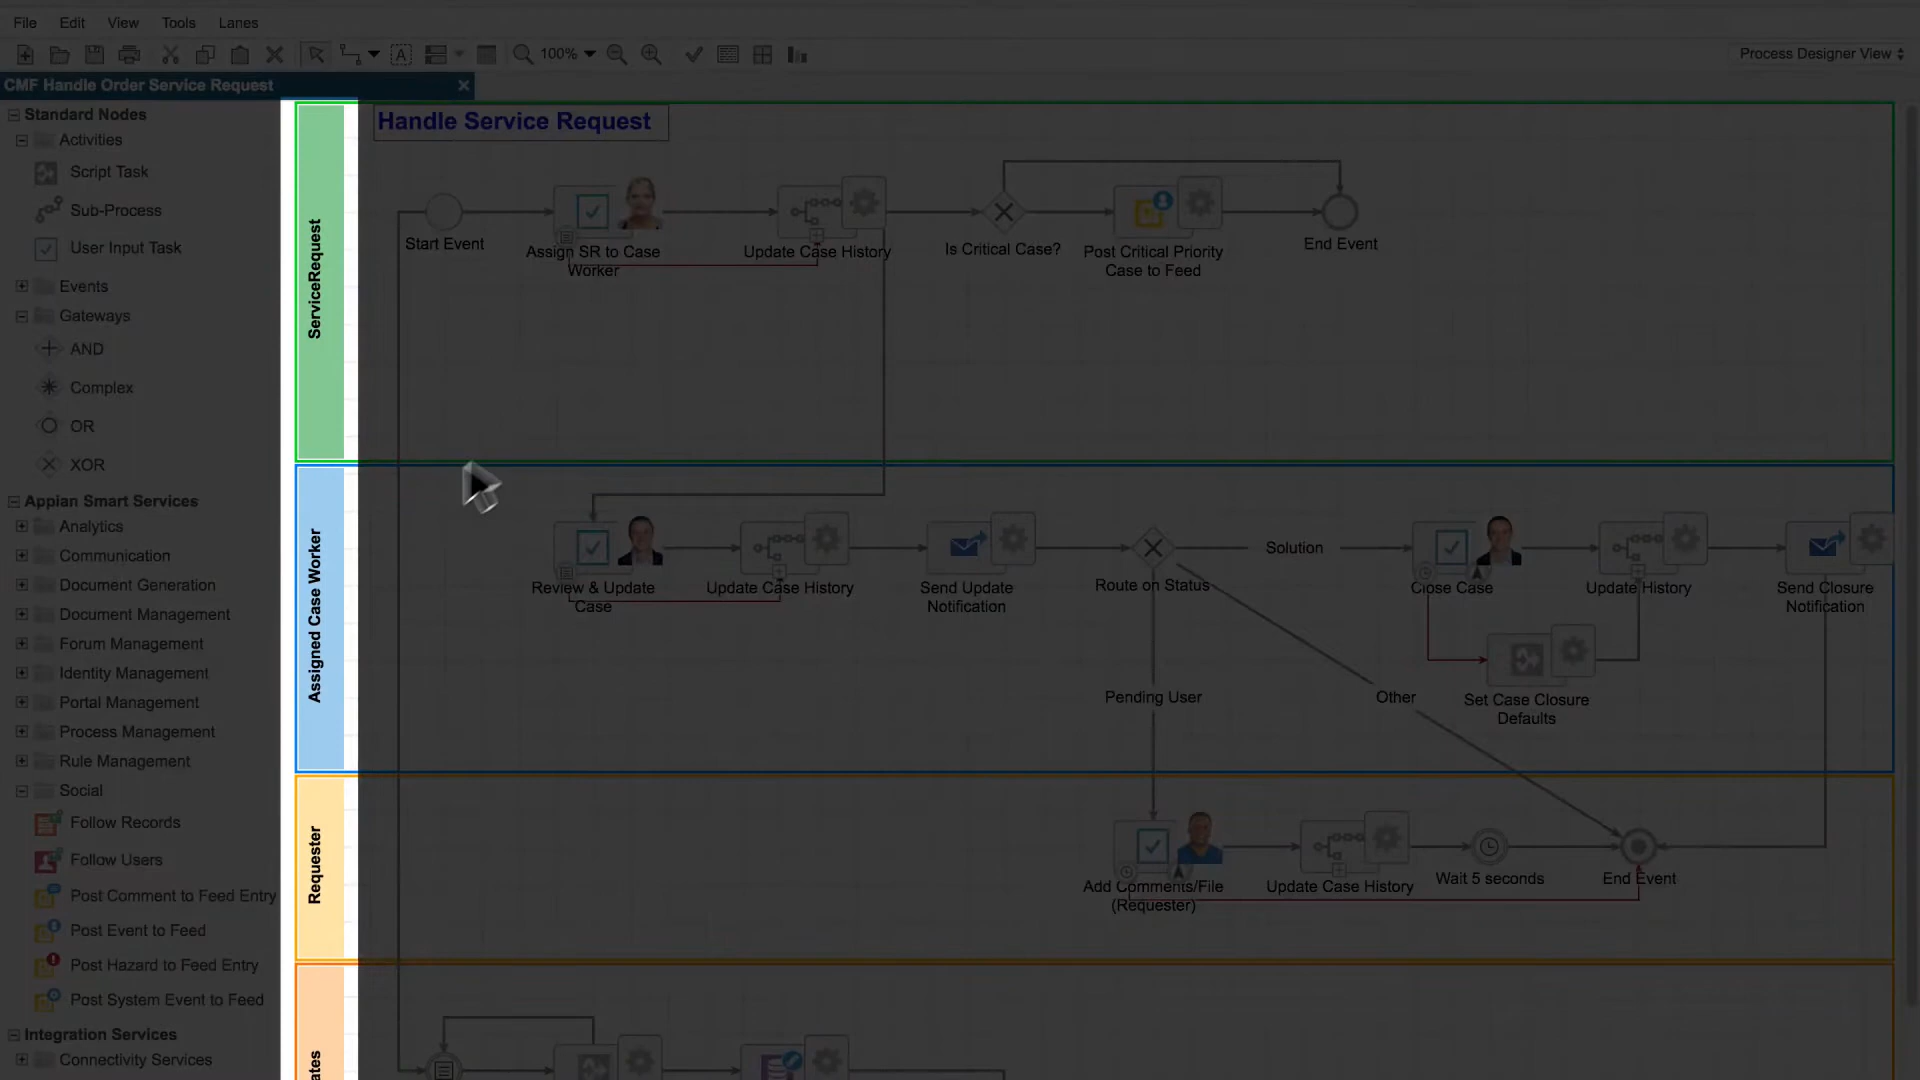 File Edit View Tools Lanes
100%
Process Designer View
CMF Handle Order Service Request
Standard Nodes
Activities
Script Task
Sub-Process
User Input Task
Events
Gateways
AND
Complex
OR
XOR
Appian Smart Services
Analytics
Communication
Document Generation
Document Management
Forum Management
Identity Management
Portal Management
Process Management
Rule Management
Social
Follow Records
Follow Users
Post Comment to Feed Entry
Post Event to Feed
Post Hazard to Feed Entry
Post System Event to Feed
Integration Services
Connectivity Services
ServiceRequest
Handle Service Request
Start Event
Assign SR to Case
Worker
Update Case History
Is Critical Case?
Post Critical Priority
Case to Feed
End Event
Assigned Case Worker
Review & Update
Case
Update Case History
Send Update
Notification
Route on Status
Solution
Close Case
Update History
Send Closure
Notification
Set Case Closure
Defaults
Pending User
Other
Requester
Add Comments/File
(Requester)
Update Case History
Wait 5 seconds
End Event